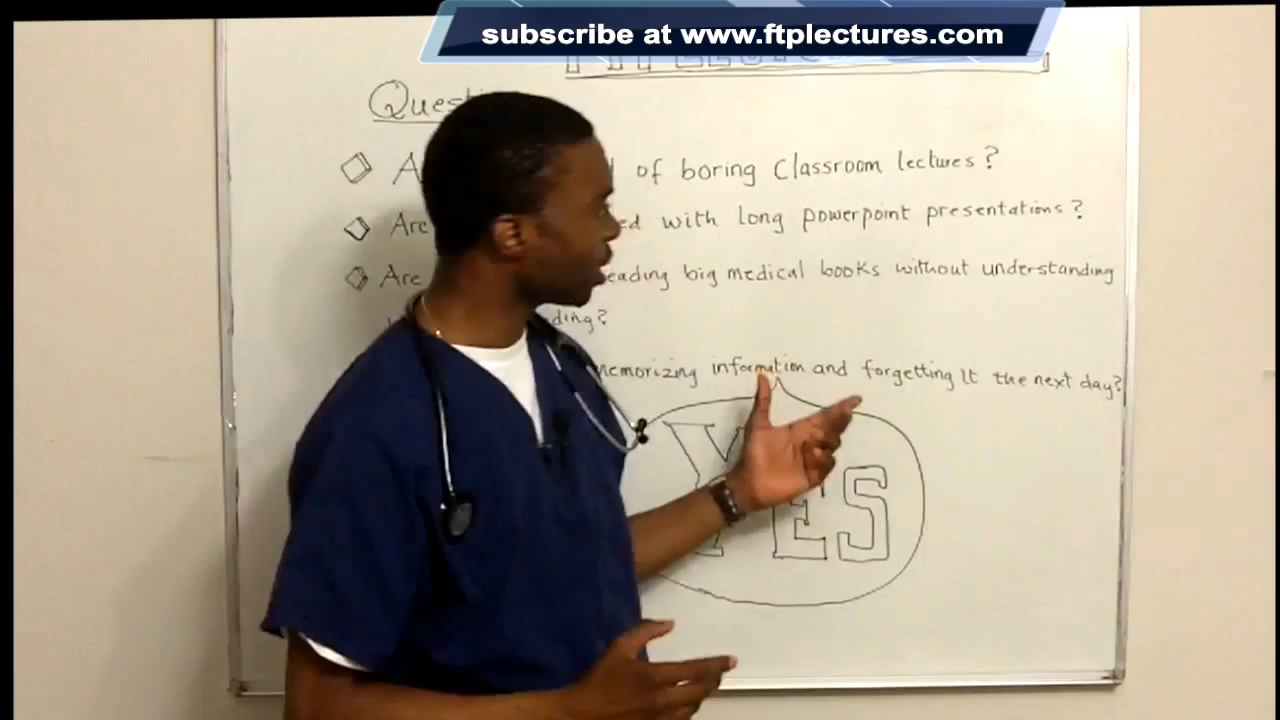 subscribe at www.ftplectures.com
Questi
A of boring classroom lectures?
Are ed with long powerpoint presentations?
Are eading big medical books without understanding
ding?
memorizing information and forgetting it the next day?
YES